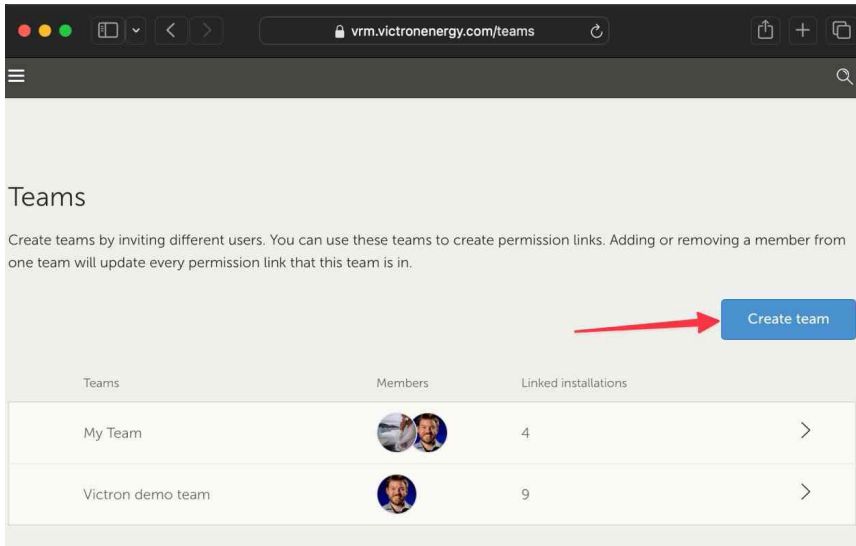 vrm.victronenergy.com/teams
Teams
Create teams by inviting different users. You can use these teams to create permission links. Adding or removing a member from
one team will update every permission link that this team is in.
Create team
Teams Members Linked installations
My Team 4
Victron demo team 9